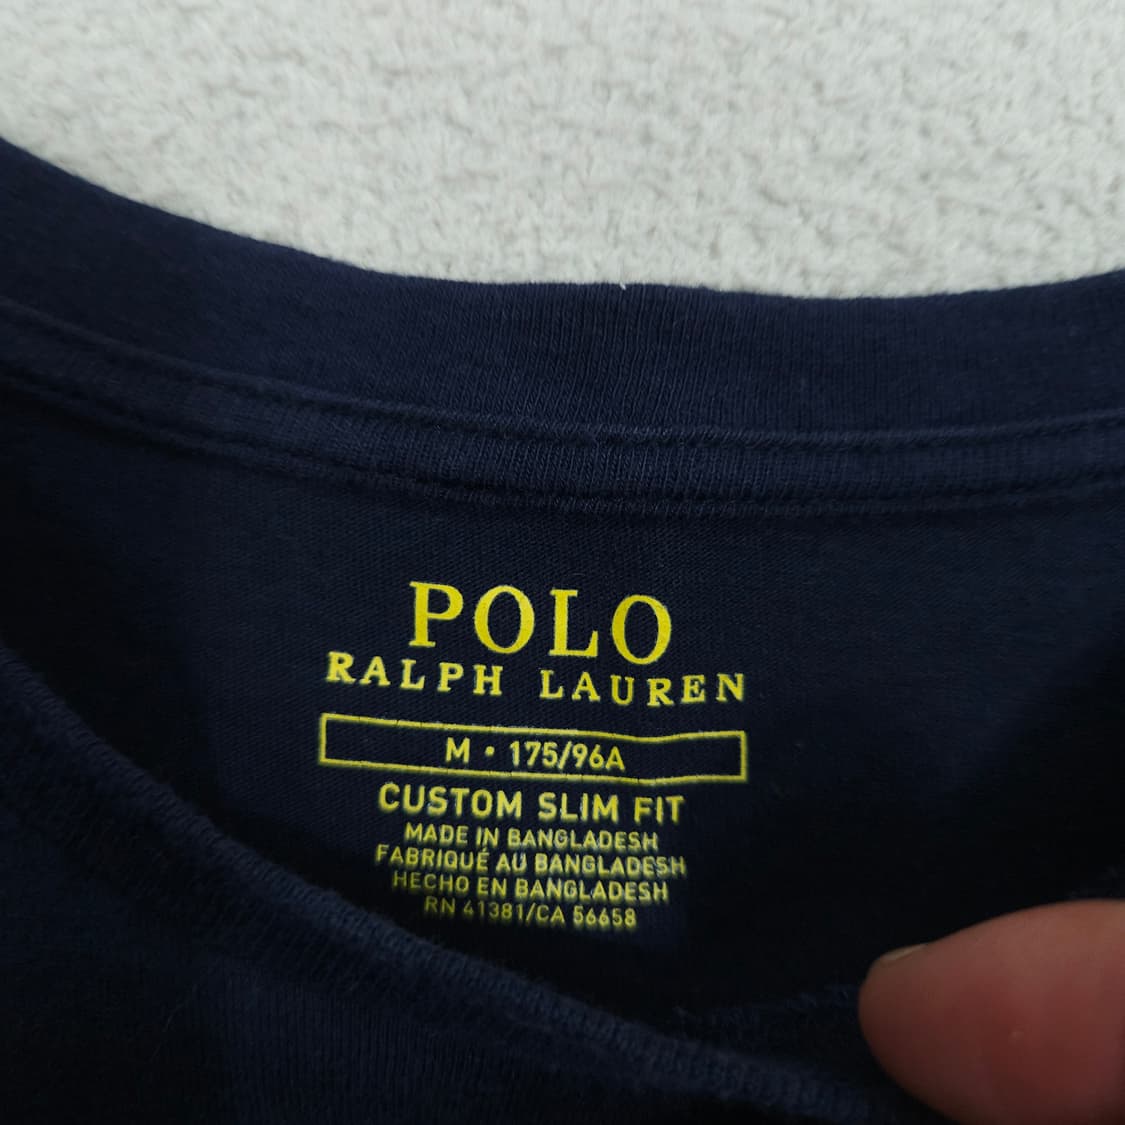 POLO
RALPH LAUREN
M • 175/96A
CUSTOM SLIM FIT
MADE IN BANGLADESH
FABRIQUÉ AU BANGLADESH
HECHO EN BANGLADESH
RN 41381/CA 56658